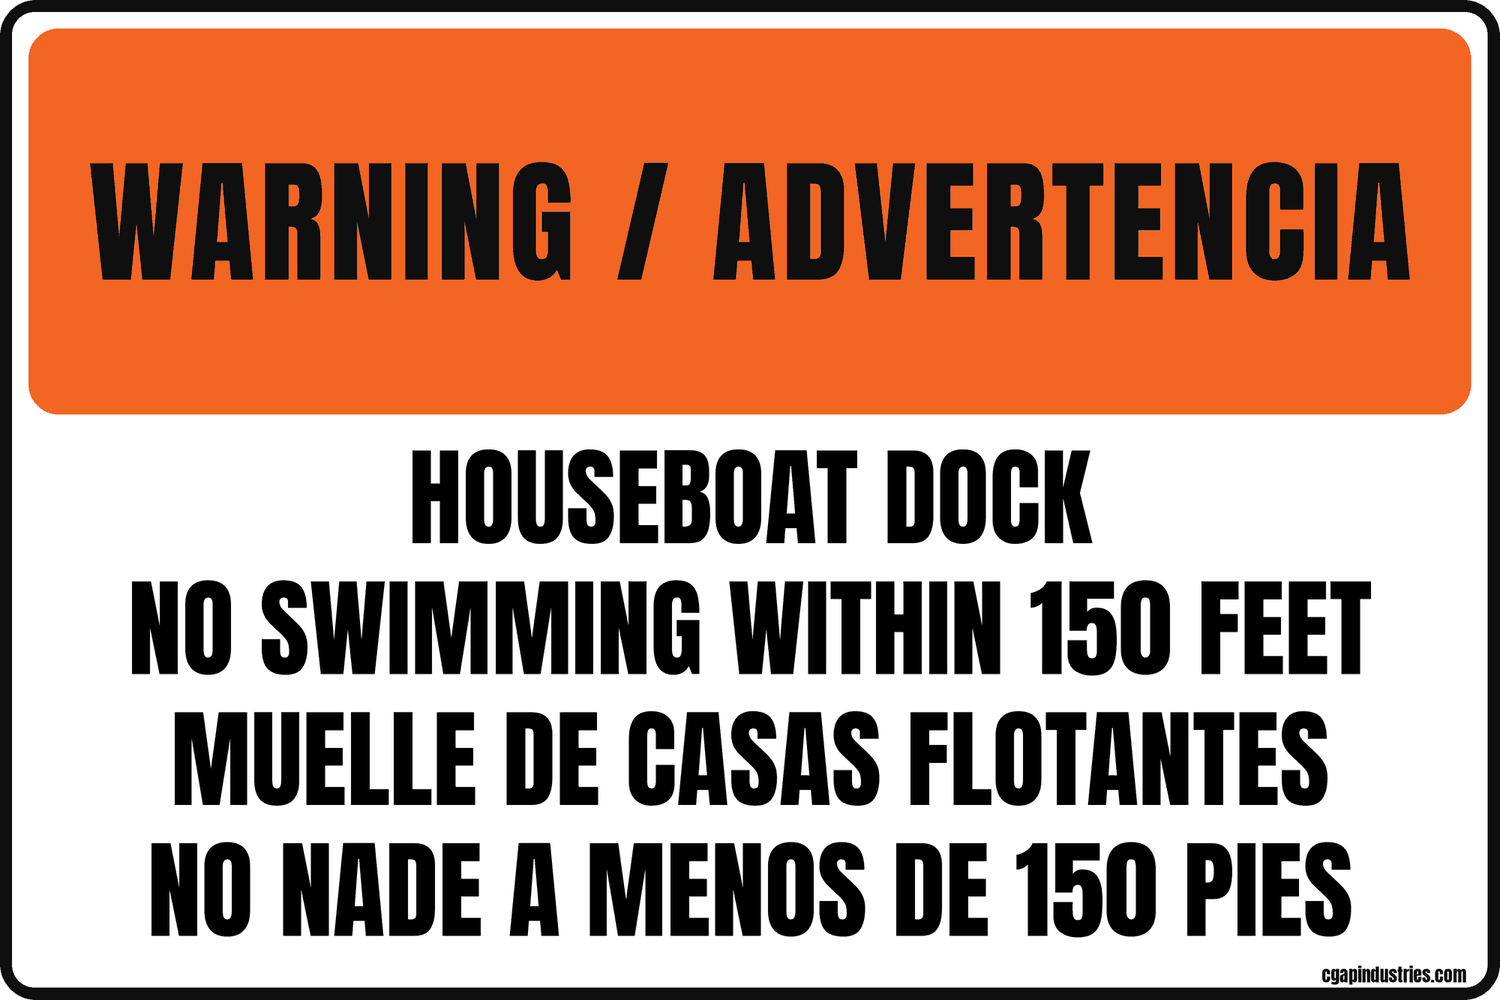 WARNING / ADVERTENCIA
HOUSEBOAT DOCK
NO SWIMMING WITHIN 150 FEET
MUELLE DE CASAS FLOTANTES
NO NADE A MENOS DE 150 PIES
cgapindustries.com